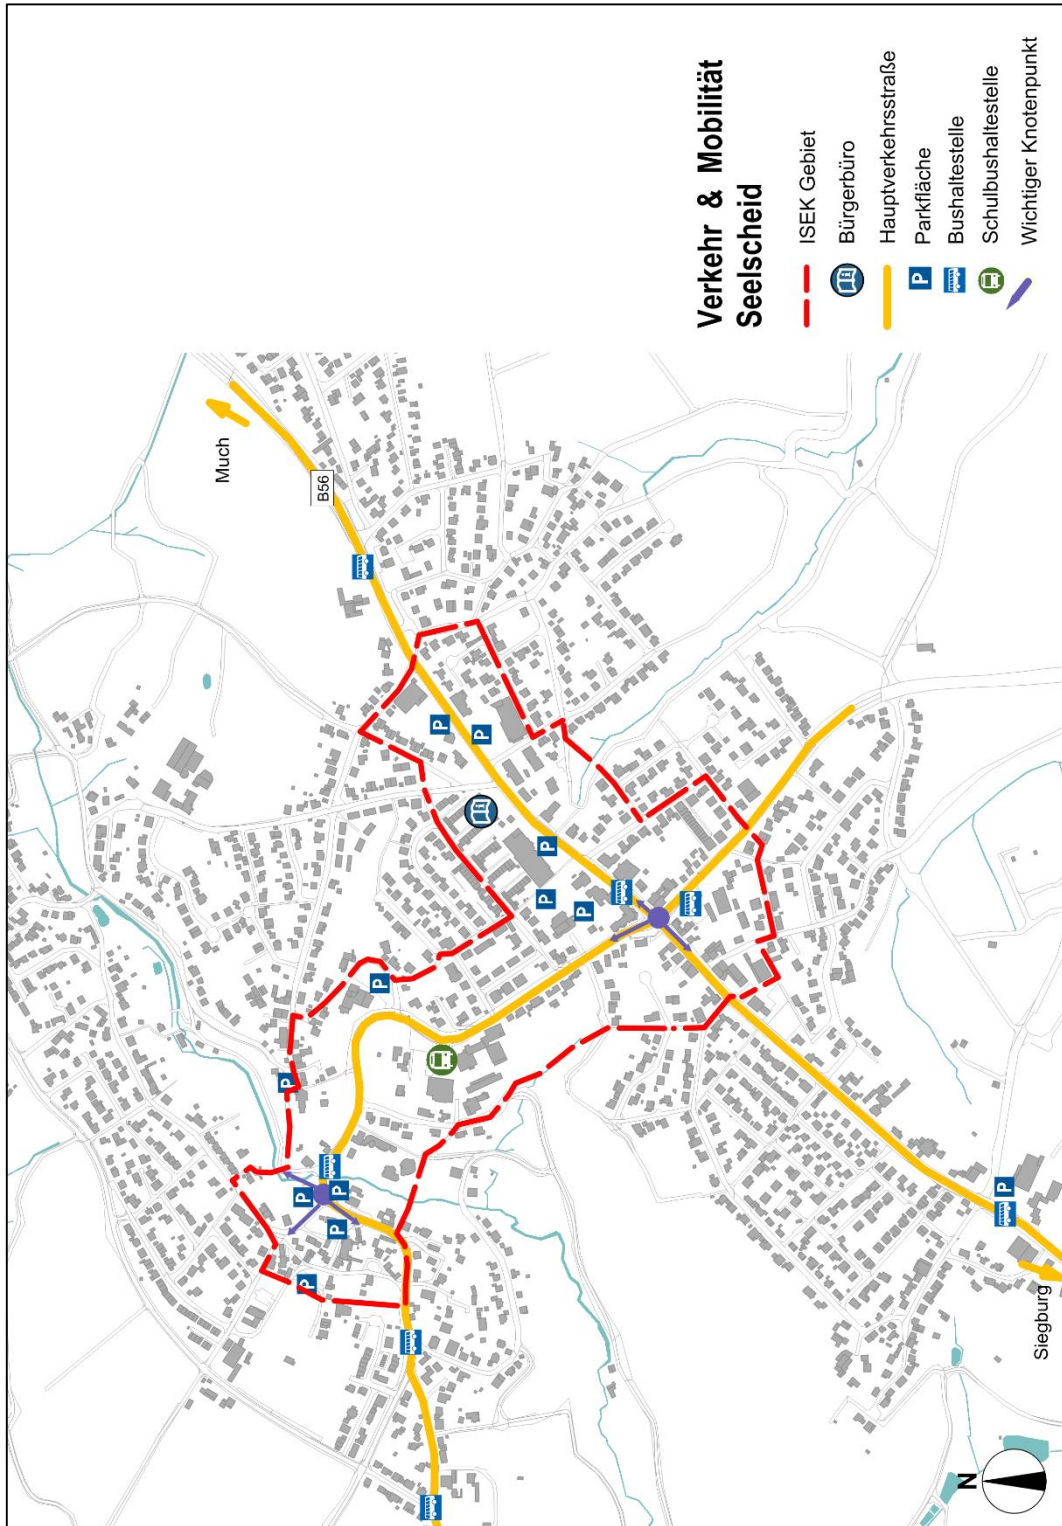 Verkehr & Mobilität
Seelscheid
ISEK Gebiet
Bürgerbüro
Hauptverkehrsstraße
P Parkfläche
Bushaltestelle
Schulbushaltestelle
Wichtiger Knotenpunkt
Much
B56
P
P
P
P
P
P
P
P
P
P
P
P
Siegburg
N